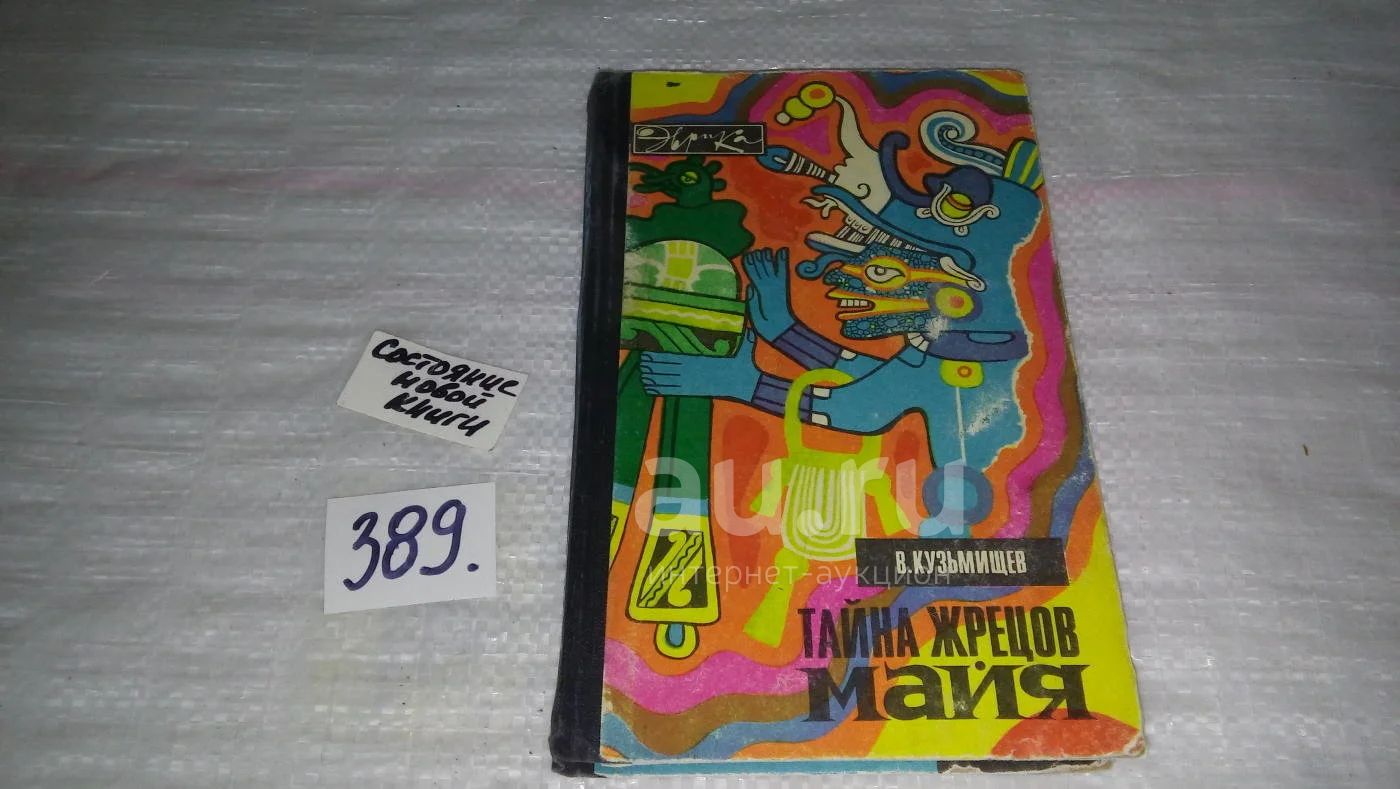 Эврика
Состояние
новой
книги
389.
au.ru
интернет-аукцион
В. КУЗЬМИЩЕВ
ТАЙНА ЖРЕЦОВ
майя